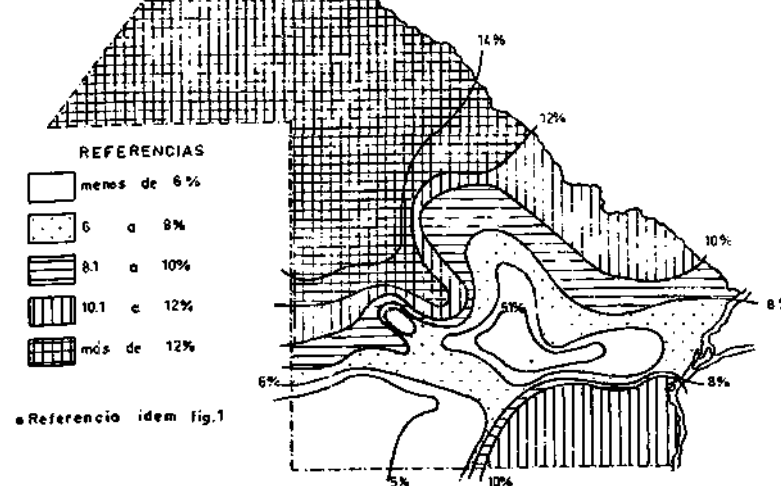 14%
12%
REFERENCIAS
menos de 6%
6 a 8%
8.1 a 10%
10.1 a 12%
más de 12%
10%
8%
6%
8%
• Referencia idem fig.1
5%
10%